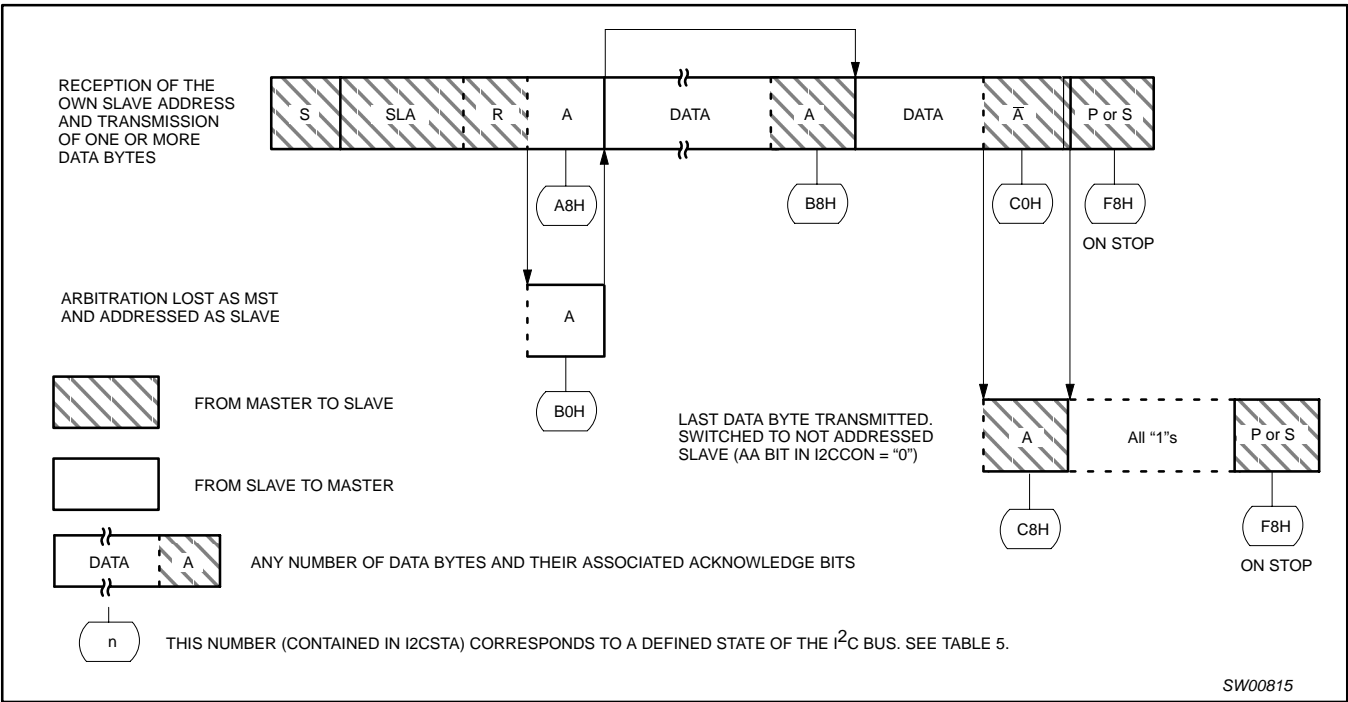 RECEPTION OF THE
OWN SLAVE ADDRESS
AND TRANSMISSION
OF ONE OR MORE
DATA BYTES
S SLA R A DATA A DATA A̅ P or S
A8H B8H C0H F8H
ON STOP
ARBITRATION LOST AS MST
AND ADDRESSED AS SLAVE
A
B0H
FROM MASTER TO SLAVE
LAST DATA BYTE TRANSMITTED.
SWITCHED TO NOT ADDRESSED
SLAVE (AA BIT IN I2CCON = “0”)
A All “1”s P or S
C8H F8H
ON STOP
FROM SLAVE TO MASTER
DATA A ANY NUMBER OF DATA BYTES AND THEIR ASSOCIATED ACKNOWLEDGE BITS
n THIS NUMBER (CONTAINED IN I2CSTA) CORRESPONDS TO A DEFINED STATE OF THE I²C BUS. SEE TABLE 5.
SW00815